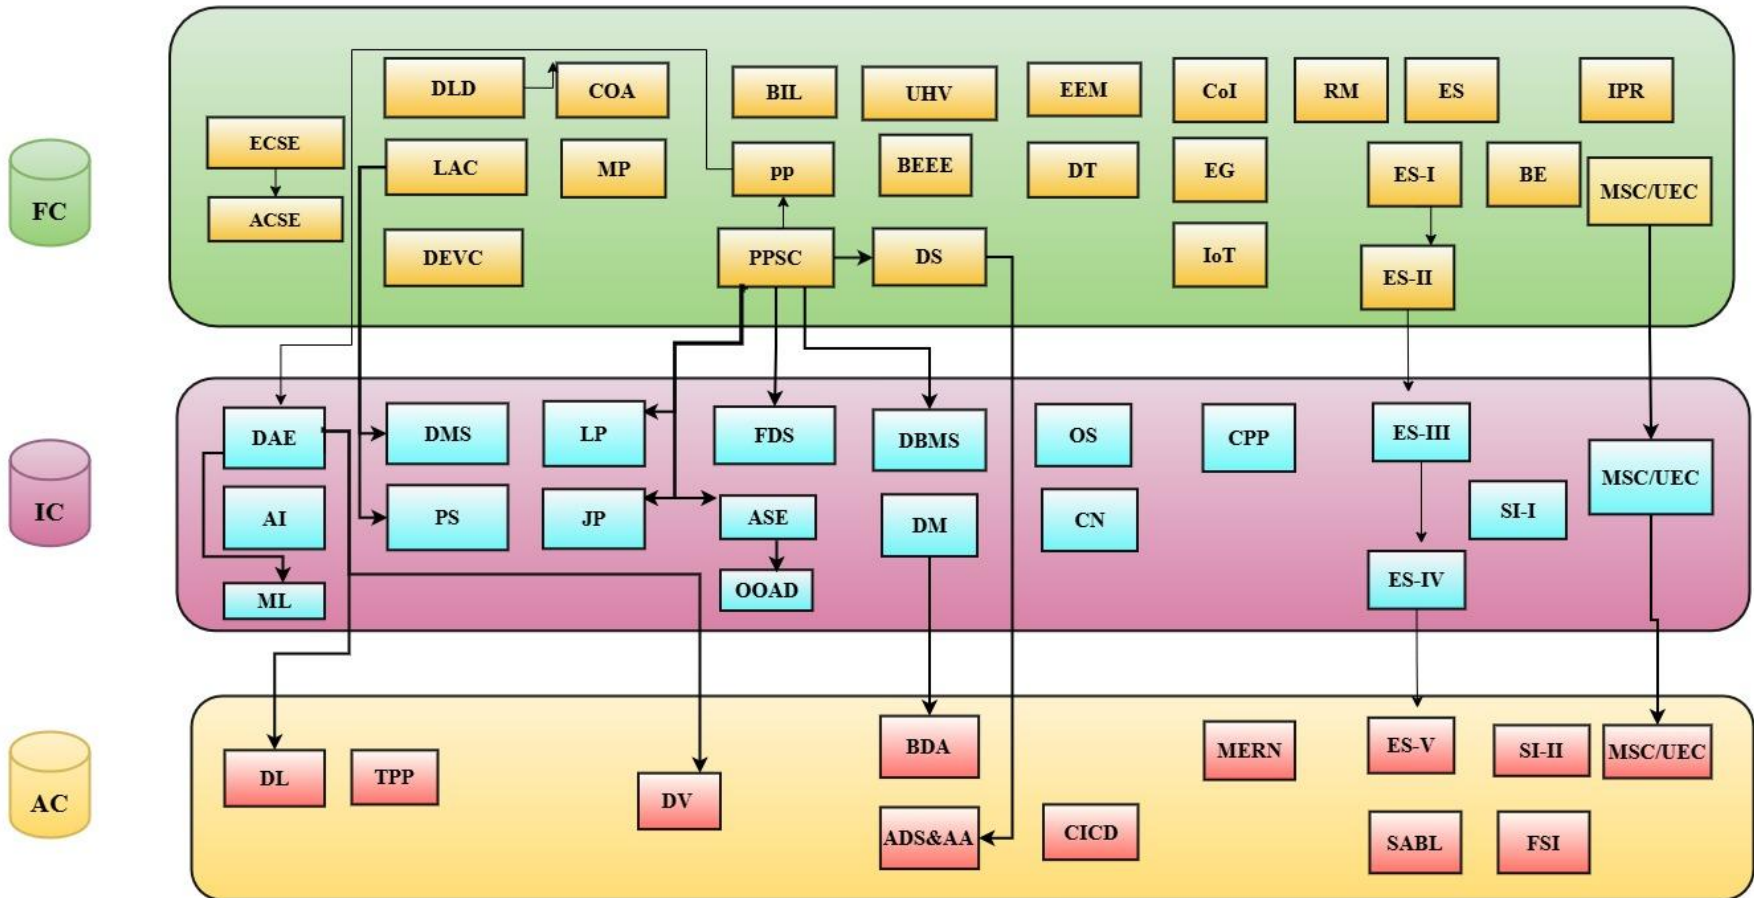 FC
DLD
COA
BIL
UHV
EEM
CoI
RM
ES
IPR
ECSE
LAC
MP
pp
BEEE
DT
EG
ES-I
BE
MSC/UEC
ACSE
DEVC
PPSC
DS
IoT
ES-II
IC
DAE
DMS
LP
FDS
DBMS
OS
CPP
ES-III
MSC/UEC
AI
PS
JP
ASE
DM
CN
SI-I
ML
OOAD
ES-IV
AC
DL
TPP
DV
BDA
MERN
ES-V
SI-II
MSC/UEC
ADS&AA
CICD
SABL
FSI